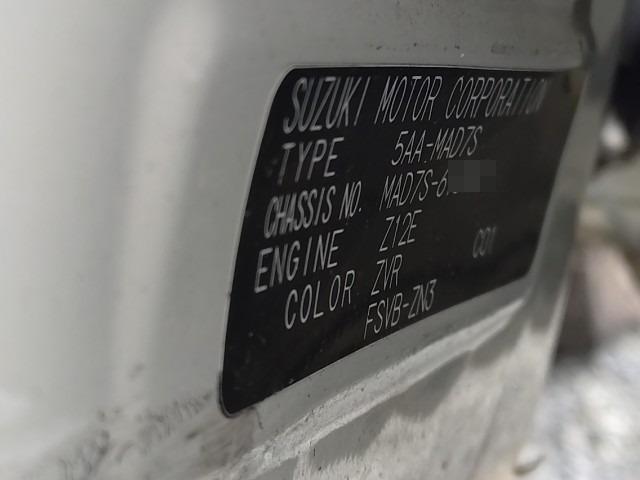 SUZUKI MOTOR CORPORATION
TYPE 5AA-MAD7S
CHASSIS NO. MAD7S-6
ENGINE Z12E
COLOR ZVR C01
FSVB-ZN3